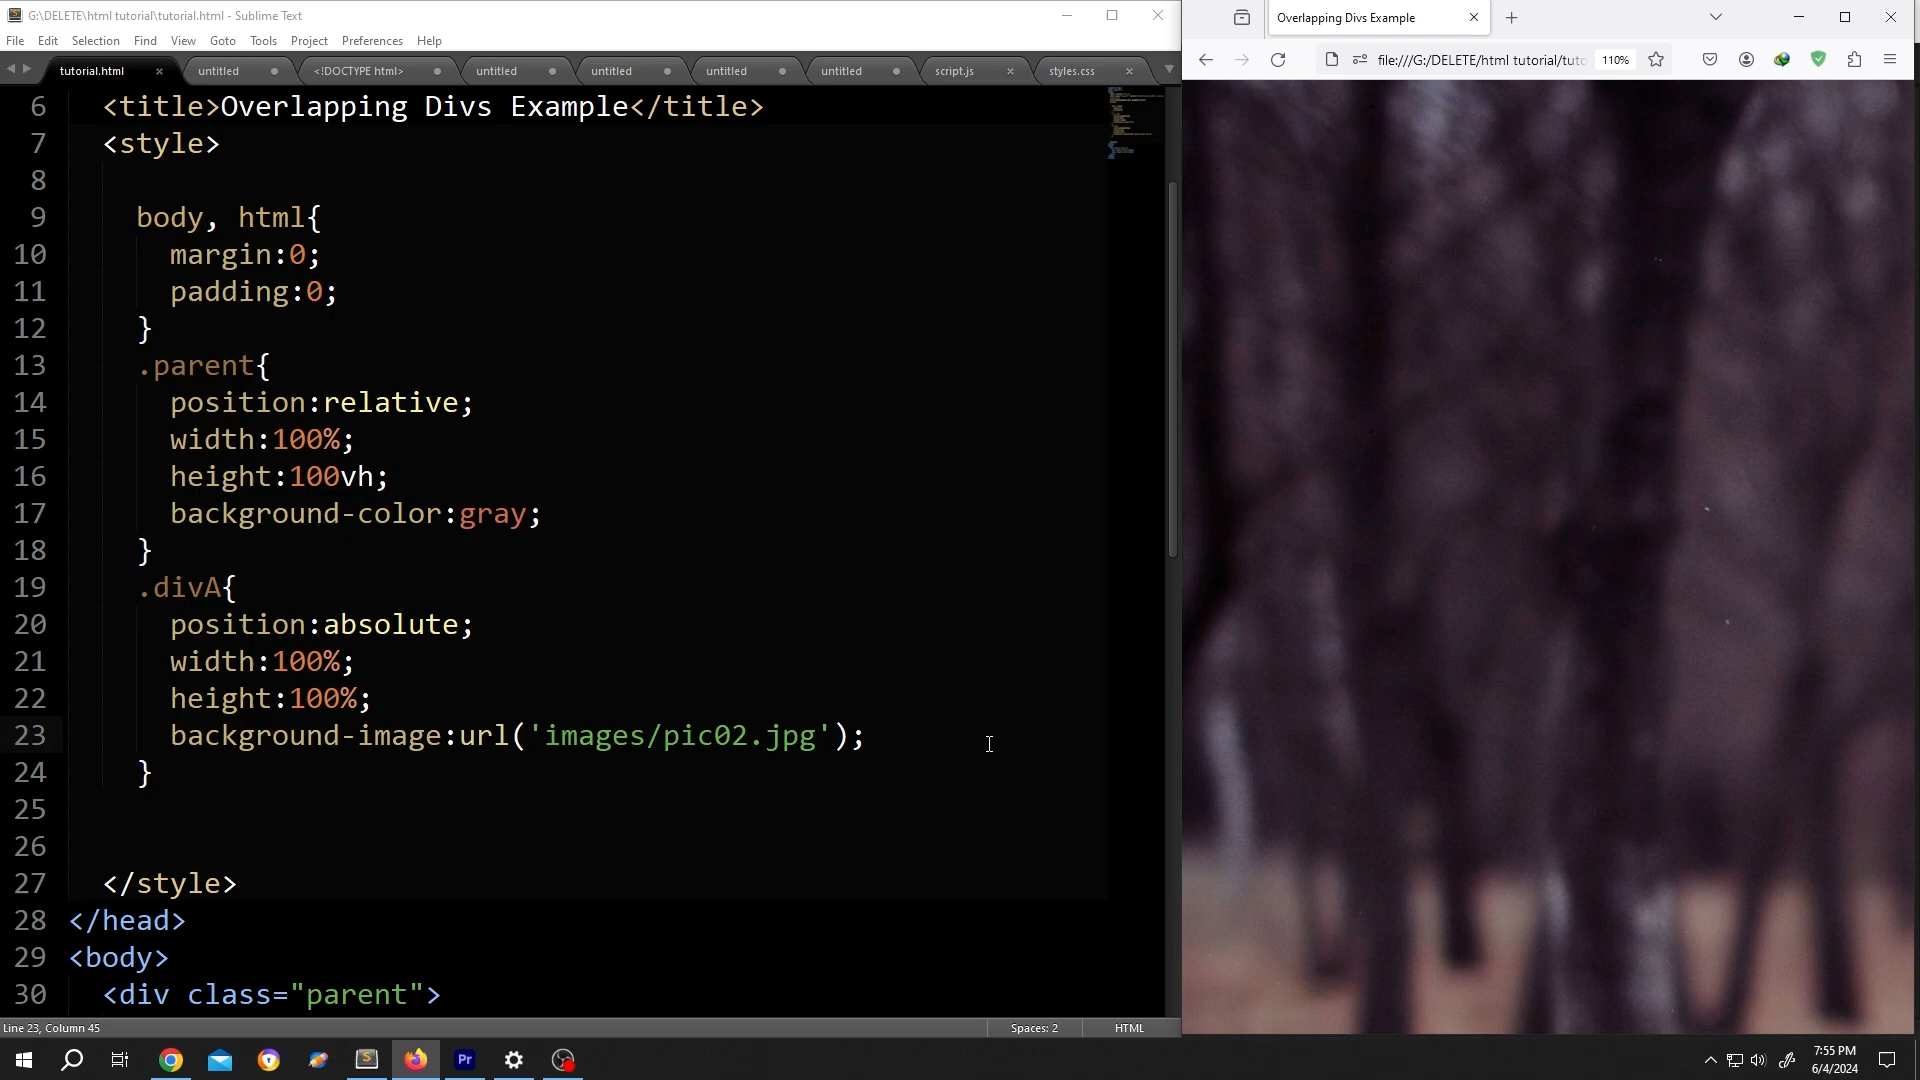 G:\DELETE\html tutorial\tutorial.html - Sublime Text
File Edit Selection Find View Goto Tools Project Preferences Help
tutorial.html untitled <!DOCTYPE html> untitled untitled untitled untitled script.js styles.css
6 <title>Overlapping Divs Example</title>
7 <style>
8
9 body, html{
10 margin:0;
11 padding:0;
12 }
13 .parent{
14 position:relative;
15 width:100%;
16 height:100vh;
17 background-color:gray;
18 }
19 .divA{
20 position:absolute;
21 width:100%;
22 height:100%;
23 background-image:url('images/pic02.jpg');
24 }
25
26
27 </style>
28 </head>
29 <body>
30 <div class="parent">
Line 23, Column 45 Spaces: 2 HTML
Overlapping Divs Example
file:///G:/DELETE/html tutorial/tuto 110%
S Pr
7:55 PM
6/4/2024